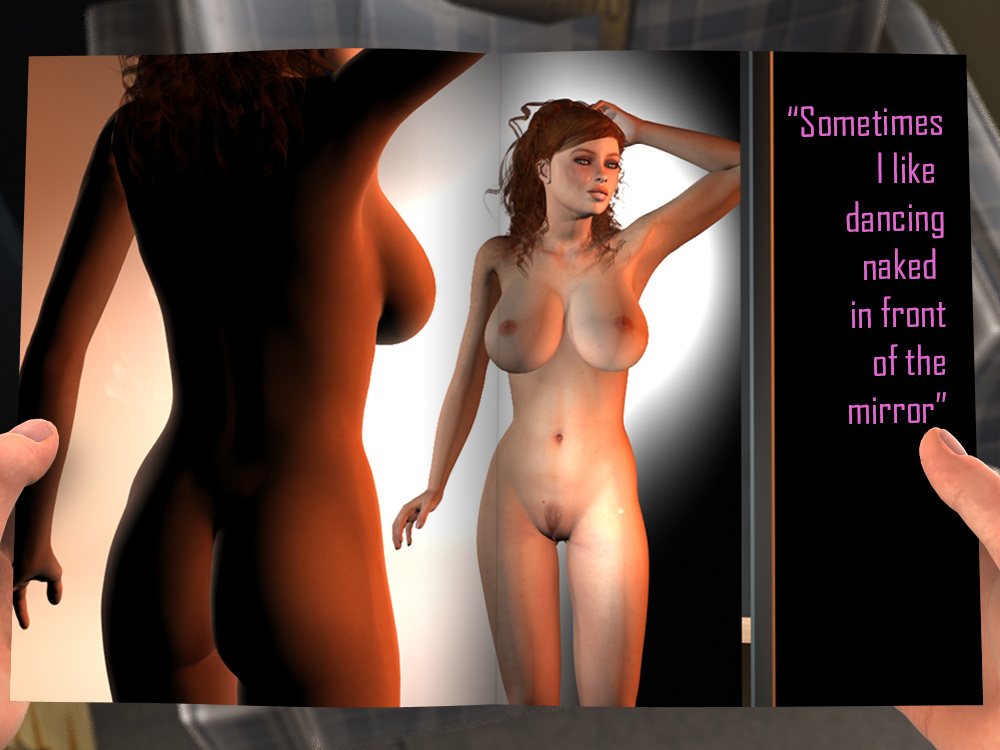 “Sometimes
I like
dancing
naked
in front
of the
mirror”